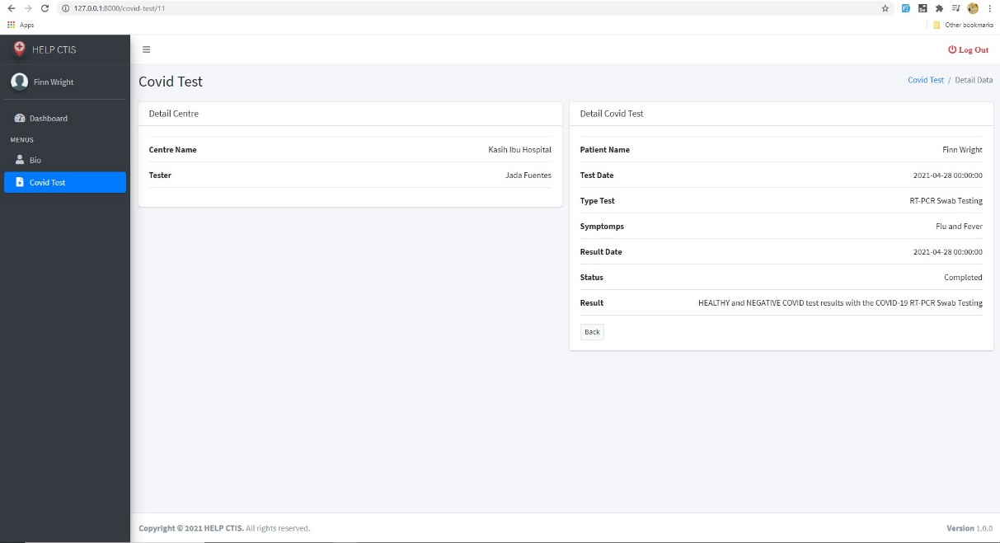 127.0.0.1:8000/covid-test/11
Apps
Other bookmarks
HELP CTIS
Log Out
Finn Wright
Dashboard
MENUS
Bio
Covid Test
Covid Test
Covid Test / Detail Data
Detail Centre
Centre Name Kasih Ibu Hospital
Tester Jada Fuentes
Detail Covid Test
Patient Name Finn Wright
Test Date 2021-04-28 00:00:00
Type Test RT-PCR Swab Testing
Symptomps Flu and Fever
Result Date 2021-04-28 00:00:00
Status Completed
Result HEALTHY and NEGATIVE COVID test results with the COVID-19 RT-PCR Swab Testing
Back
Copyright © 2021 HELP CTIS. All rights reserved.
Version 1.0.0